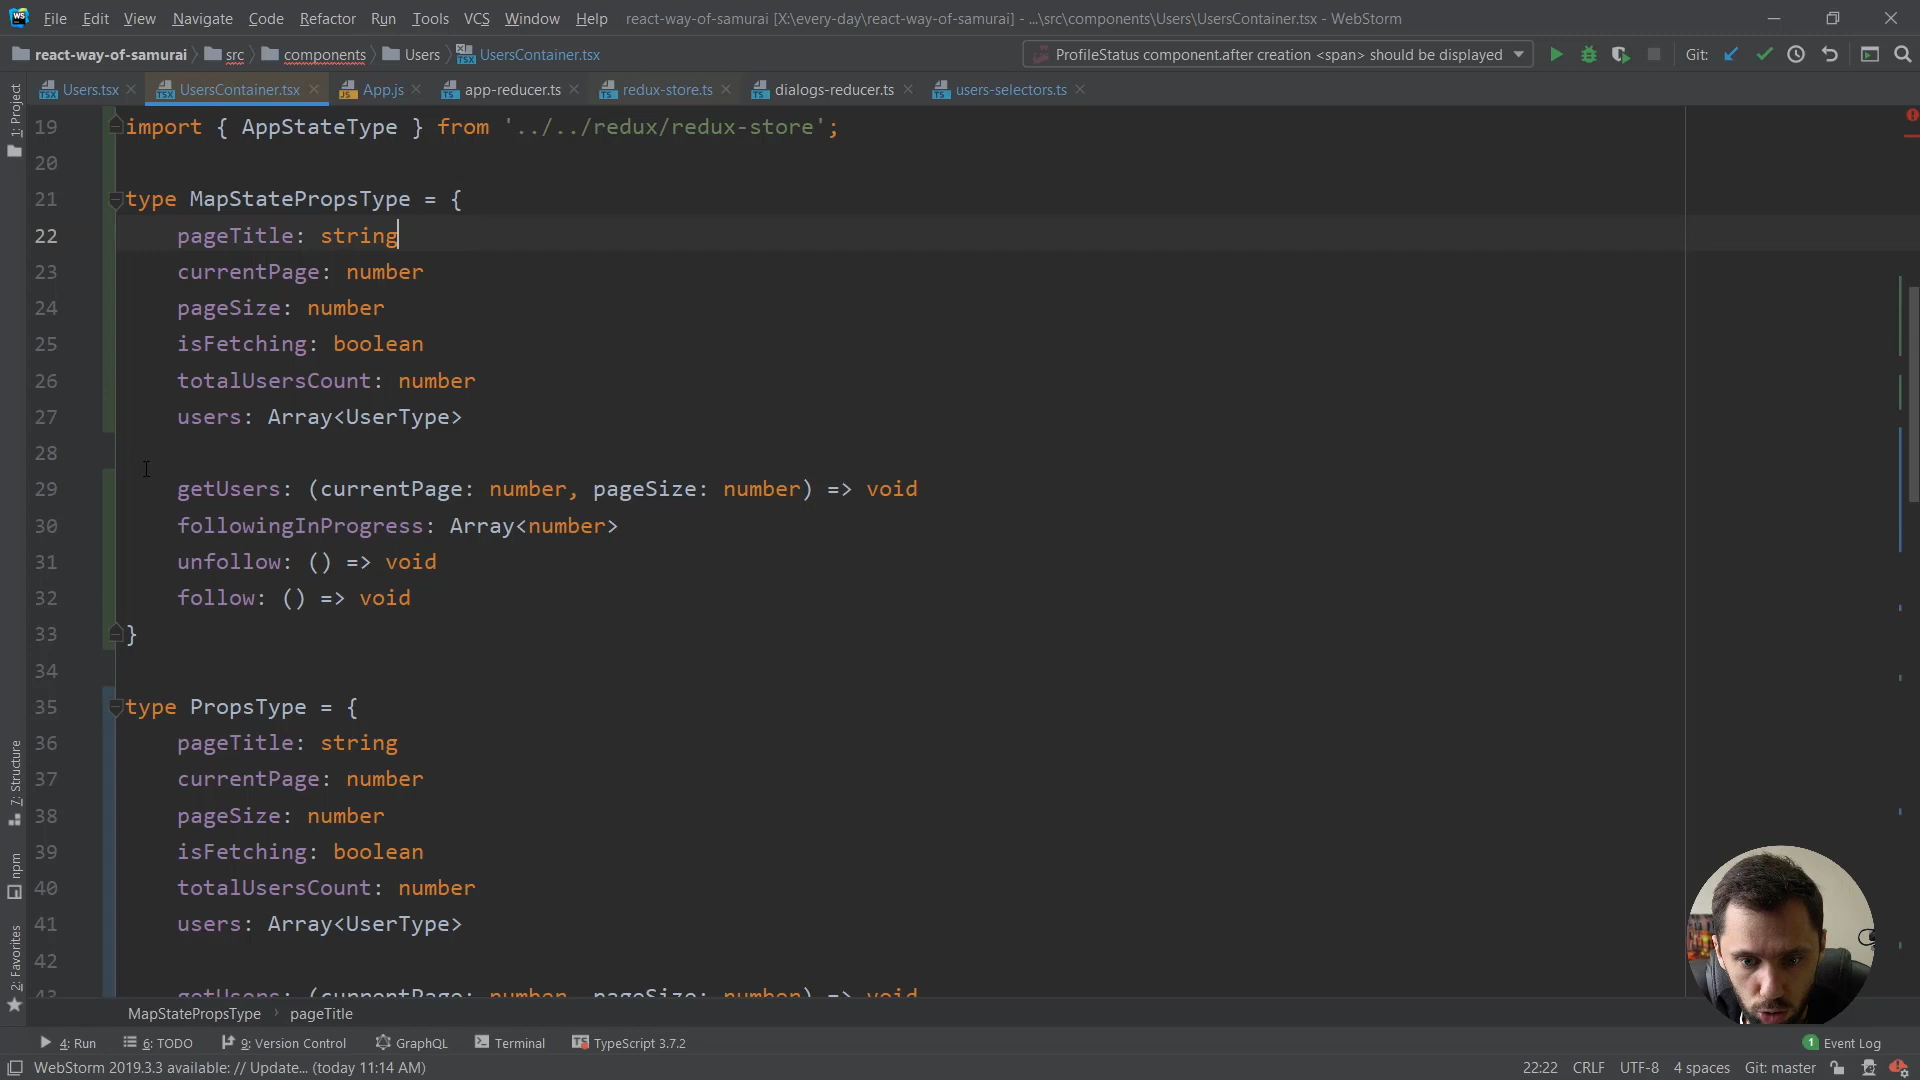 File Edit View Navigate Code Refactor Run Tools VCS Window Help react-way-of-samurai [X:\every-day\react-way-of-samurai] - ...\src\components\Users\UsersContainer.tsx - WebStorm
react-way-of-samurai src components Users UsersContainer.tsx ProfileStatus component.after creation <span> should be displayed Git:
Users.tsx UsersContainer.tsx App.js app-reducer.ts redux-store.ts dialogs-reducer.ts users-selectors.ts
1: Project
19 import { AppStateType } from '../../redux/redux-store';
20
21 type MapStatePropsType = {
22 pageTitle: string
23 currentPage: number
24 pageSize: number
25 isFetching: boolean
26 totalUsersCount: number
27 users: Array<UserType>
28
29 getUsers: (currentPage: number, pageSize: number) => void
30 followingInProgress: Array<number>
31 unfollow: () => void
32 follow: () => void
33 }
34
35 type PropsType = {
36 pageTitle: string
37 currentPage: number
38 pageSize: number
39 isFetching: boolean
40 totalUsersCount: number
41 users: Array<UserType>
42
43 getUsers: (currentPage: number, pageSize: number) => void
7: Structure
npm
2: Favorites
MapStatePropsType pageTitle
4: Run 6: TODO 9: Version Control GraphQL Terminal TypeScript 3.7.2 1 Event Log
WebStorm 2019.3.3 available: // Update... (today 11:14 AM) 22:22 CRLF UTF-8 4 spaces Git: master